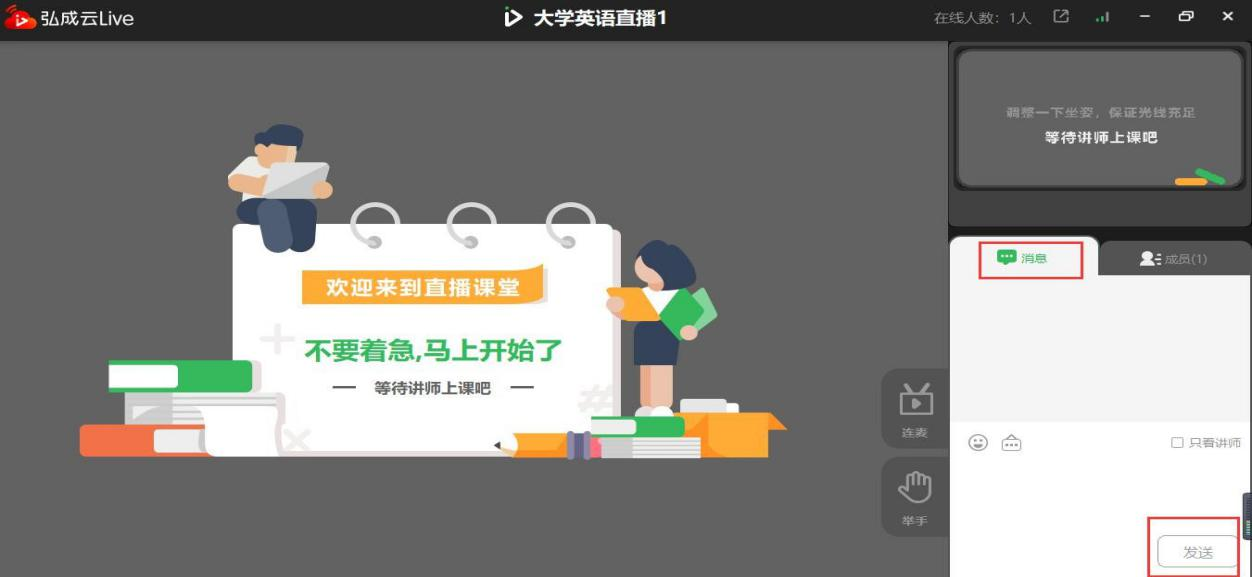 弘成云Live
大学英语直播1
在线人数：1人
调整一下坐姿，保证光线充足
等待讲师上课吧
消息
成员(1)
欢迎来到直播课堂
不要着急,马上开始了
等待讲师上课吧
连麦
举手
只看讲师
发送